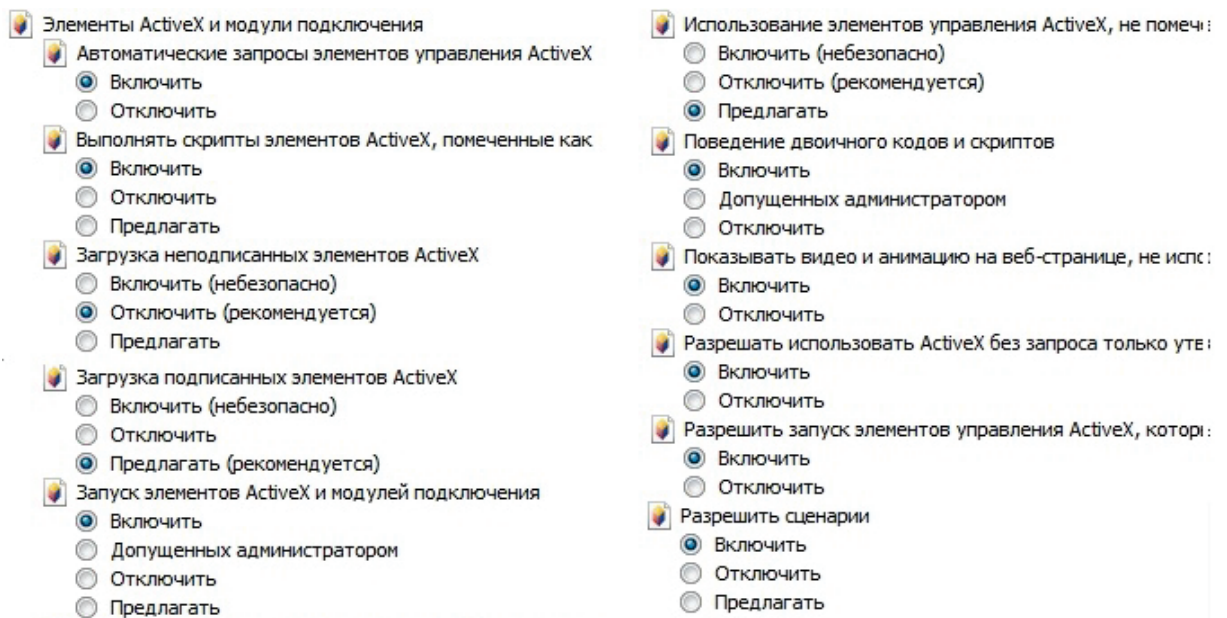 Элементы ActiveX и модули подключения
Автоматические запросы элементов управления ActiveX
Включить
Отключить
Выполнять скрипты элементов ActiveX, помеченные как
Включить
Отключить
Предлагать
Загрузка неподписанных элементов ActiveX
Включить (небезопасно)
Отключить (рекомендуется)
Предлагать
Загрузка подписанных элементов ActiveX
Включить (небезопасно)
Отключить
Предлагать (рекомендуется)
Запуск элементов ActiveX и модулей подключения
Включить
Допущенных администратором
Отключить
Предлагать
Использование элементов управления ActiveX, не
Включить (небезопасно)
Отключить (рекомендуется)
Предлагать
Поведение двоичного кодов и скриптов
Включить
Допущенных администратором
Отключить
Показывать видео и анимацию на веб-странице, не
Включить
Отключить
Разрешать использовать ActiveX без запроса только
Включить
Отключить
Разрешить запуск элементов управления ActiveX,
Включить
Отключить
Разрешить сценарии
Включить
Отключить
Предлагать